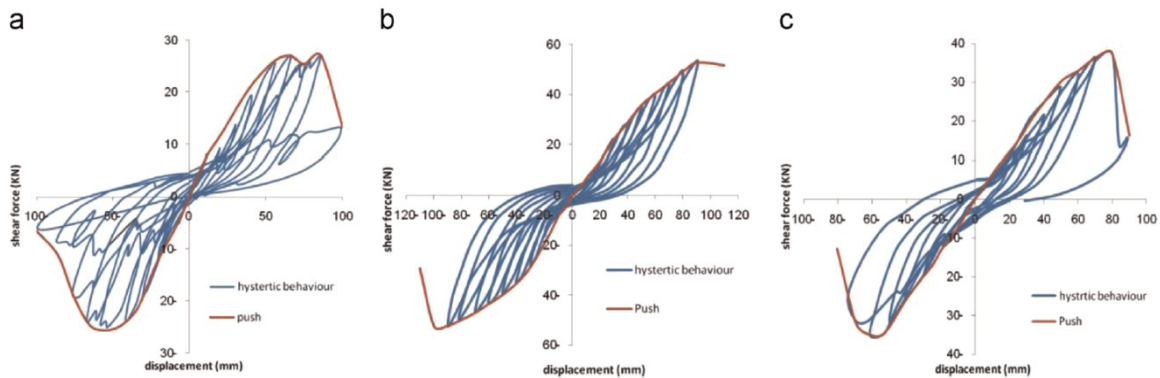 a
30
20
10
0
100-
50-
0
50
100
10-
20-
30-
shear force (KN)
displacement (mm)
hystertic behaviour
push
b
60
40
20
0
120- 100- 80- 60- 40- 20- 0 20 40 60 80 100 120
20-
40-
60-
shear force (KN)
displacement (mm)
hystertic behaviour
Push
c
40
30
20
10
0
100- 80- 60- 40- 20- 0 20 40 60 80 100
10-
20-
30-
40-
shear force (KN)
displacement (mm)
hystrtic behaviour
Push